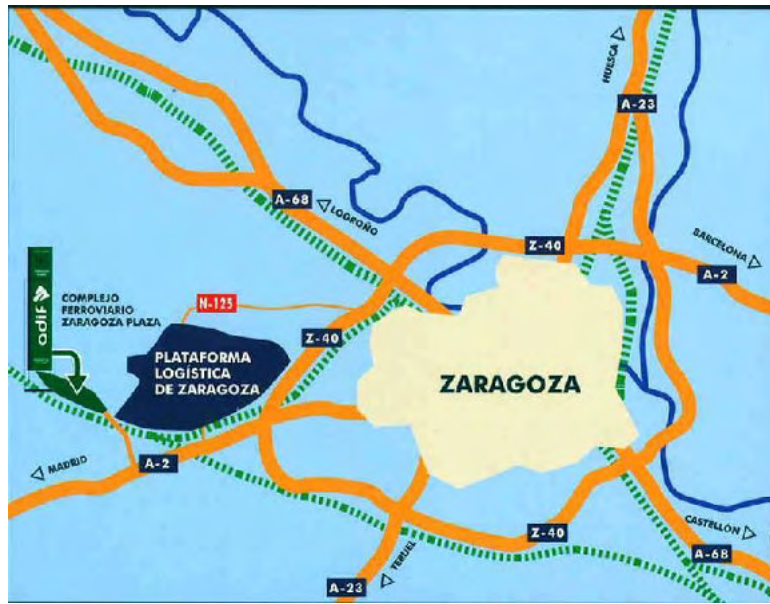 HUESCA
A-23
A-68
LOGROÑO
Z-40
BARCELONA
A-2
adif
COMPLEJO
FERROVIARIO
ZARAGOZA PLAZA
N-125
Z-40
PLATAFORMA
LOGÍSTICA
DE ZARAGOZA
ZARAGOZA
MADRID
A-2
TERUEL
Z-40
CASTELLÓN
A-68
A-23